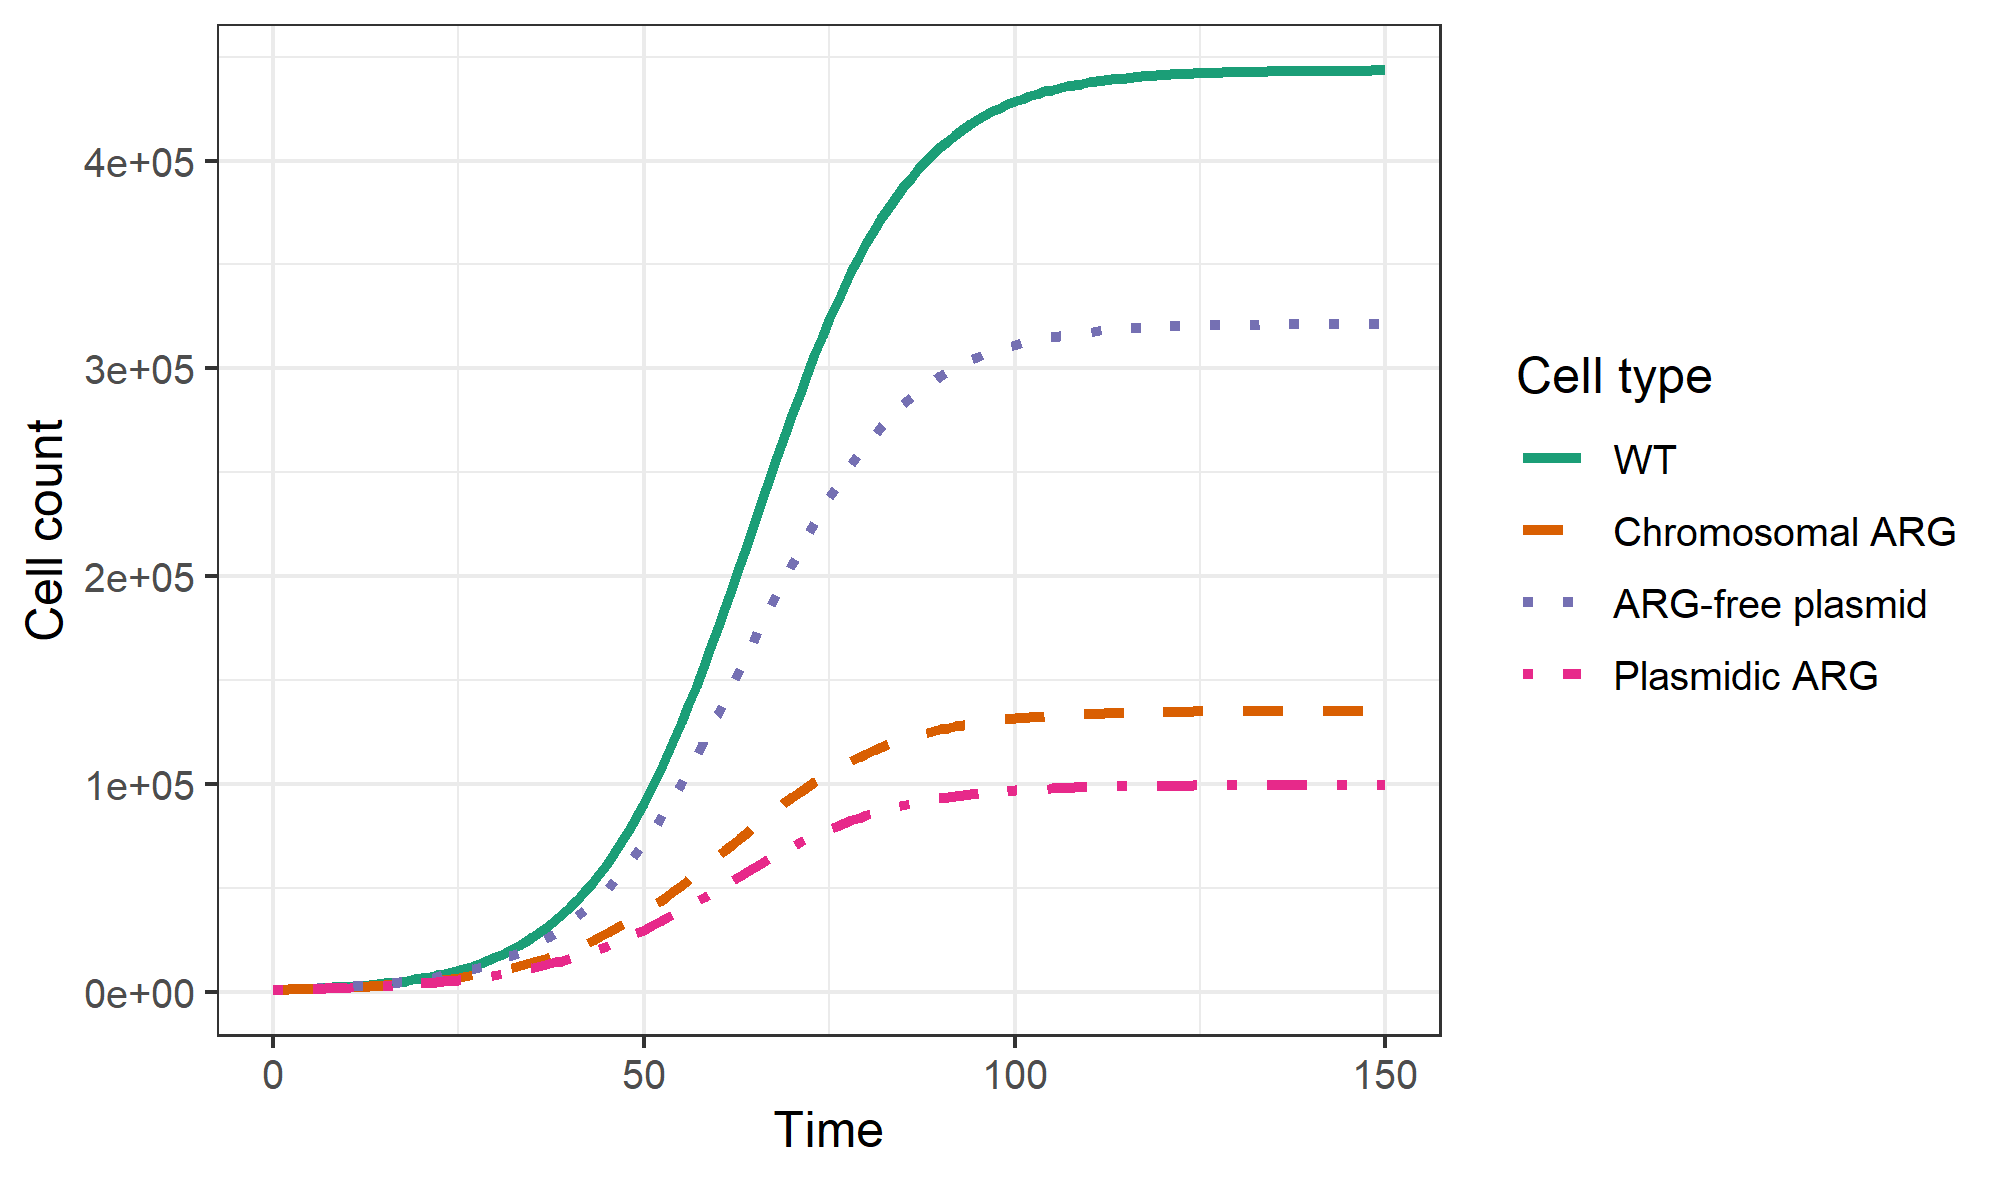 4e+05
3e+05
2e+05
1e+05
0e+00
Cell count
0 50 100 150
Time
Cell type
WT
Chromosomal ARG
ARG-free plasmid
Plasmidic ARG